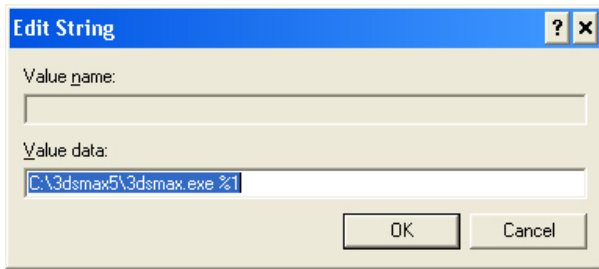 Edit String
? ×
Value name:
Value data:
C:\3dsmax5\3dsmax.exe %1
OK Cancel